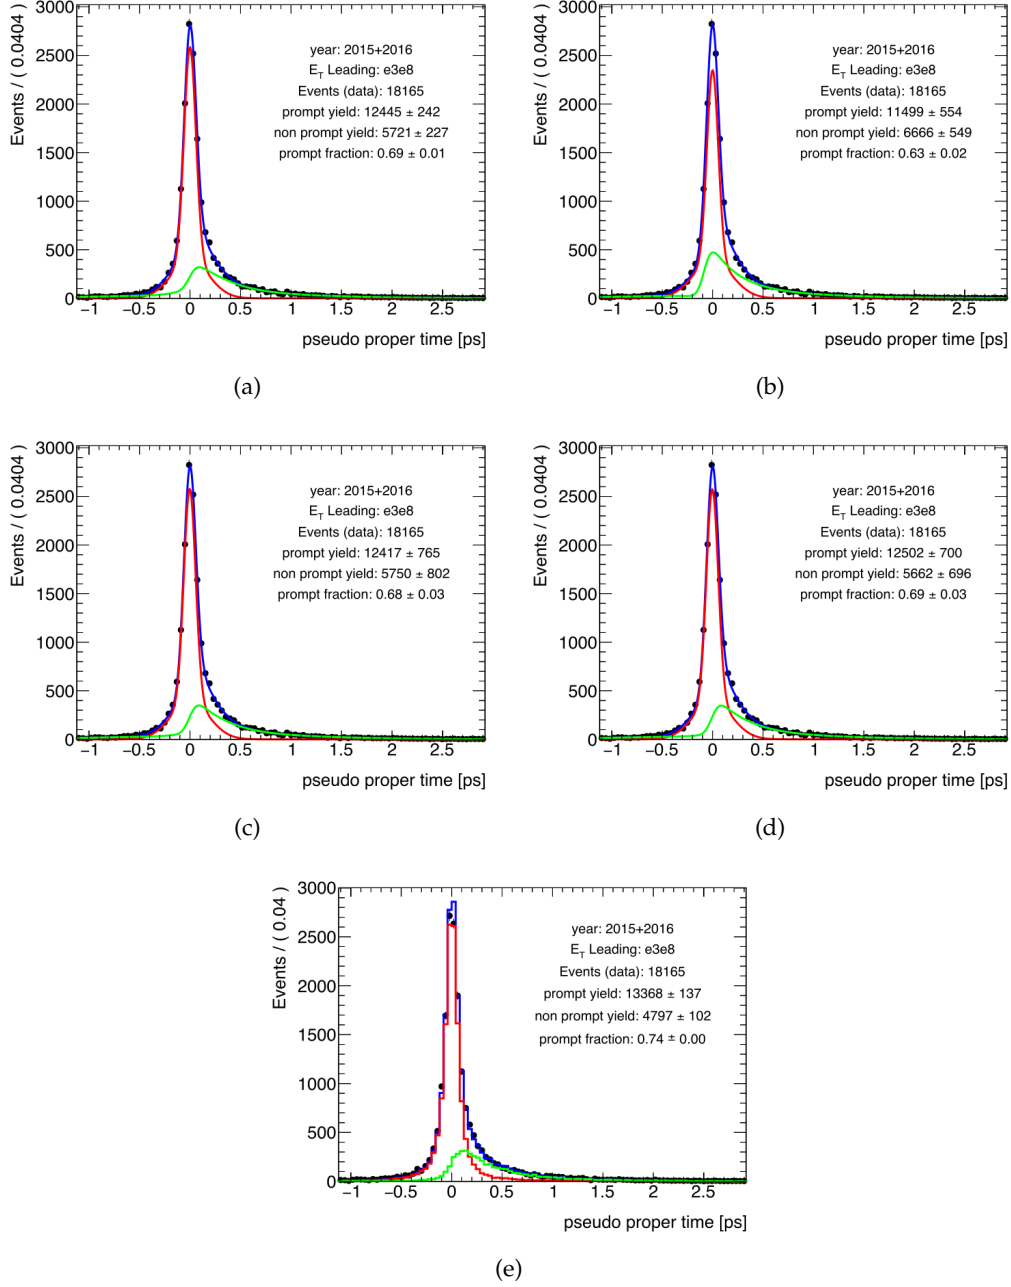 3000
2500
2000
1500
1000
500
0
Events / ( 0.0404 )
year: 2015+2016
E_T Leading: e3e8
Events (data): 18165
prompt yield: 12445 ± 242
non prompt yield: 5721 ± 227
prompt fraction: 0.69 ± 0.01
−1 −0.5 0 0.5 1 1.5 2 2.5
pseudo proper time [ps]
(a)
3000
2500
2000
1500
1000
500
0
Events / ( 0.0404 )
year: 2015+2016
E_T Leading: e3e8
Events (data): 18165
prompt yield: 11499 ± 554
non prompt yield: 6666 ± 549
prompt fraction: 0.63 ± 0.02
−1 −0.5 0 0.5 1 1.5 2 2.5
pseudo proper time [ps]
(b)
3000
2500
2000
1500
1000
500
0
Events / ( 0.0404 )
year: 2015+2016
E_T Leading: e3e8
Events (data): 18165
prompt yield: 12417 ± 765
non prompt yield: 5750 ± 802
prompt fraction: 0.68 ± 0.03
−1 −0.5 0 0.5 1 1.5 2 2.5
pseudo proper time [ps]
(c)
3000
2500
2000
1500
1000
500
0
Events / ( 0.0404 )
year: 2015+2016
E_T Leading: e3e8
Events (data): 18165
prompt yield: 12502 ± 700
non prompt yield: 5662 ± 696
prompt fraction: 0.69 ± 0.03
−1 −0.5 0 0.5 1 1.5 2 2.5
pseudo proper time [ps]
(d)
3000
2500
2000
1500
1000
500
0
Events / ( 0.04 )
year: 2015+2016
E_T Leading: e3e8
Events (data): 18165
prompt yield: 13368 ± 137
non prompt yield: 4797 ± 102
prompt fraction: 0.74 ± 0.00
−1 −0.5 0 0.5 1 1.5 2 2.5
pseudo proper time [ps]
(e)